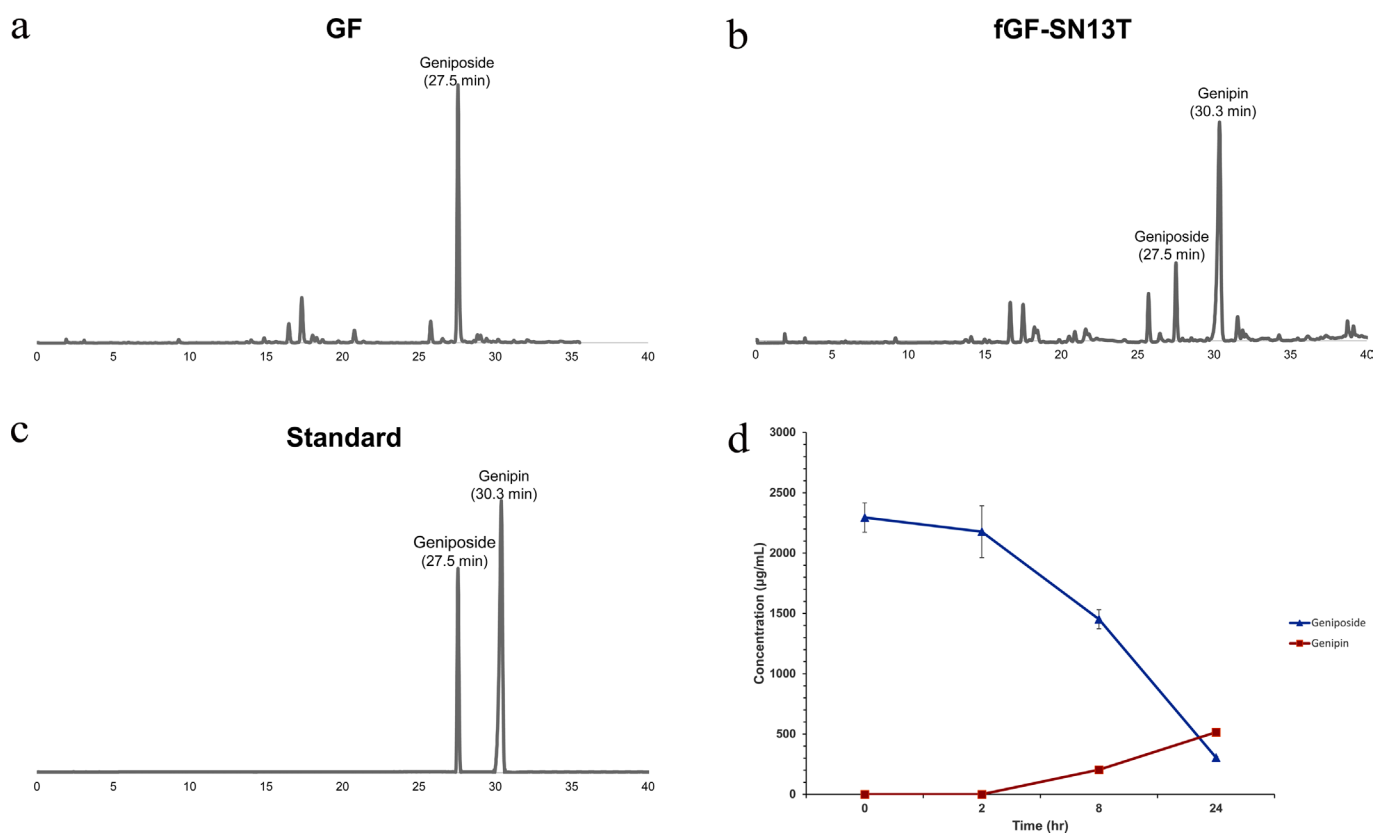 a
GF
Geniposide
(27.5 min)
0 5 10 15 20 25 30 35 40
b
fGF-SN13T
Genipin
(30.3 min)
Geniposide
(27.5 min)
0 5 10 15 20 25 30 35 40
c
Standard
Genipin
(30.3 min)
Geniposide
(27.5 min)
0 5 10 15 20 25 30 35 40
d
3000
2500
2000
1500
1000
500
0
Concentration (µg/mL)
0 2 8 24
Time (hr)
Geniposide
Genipin